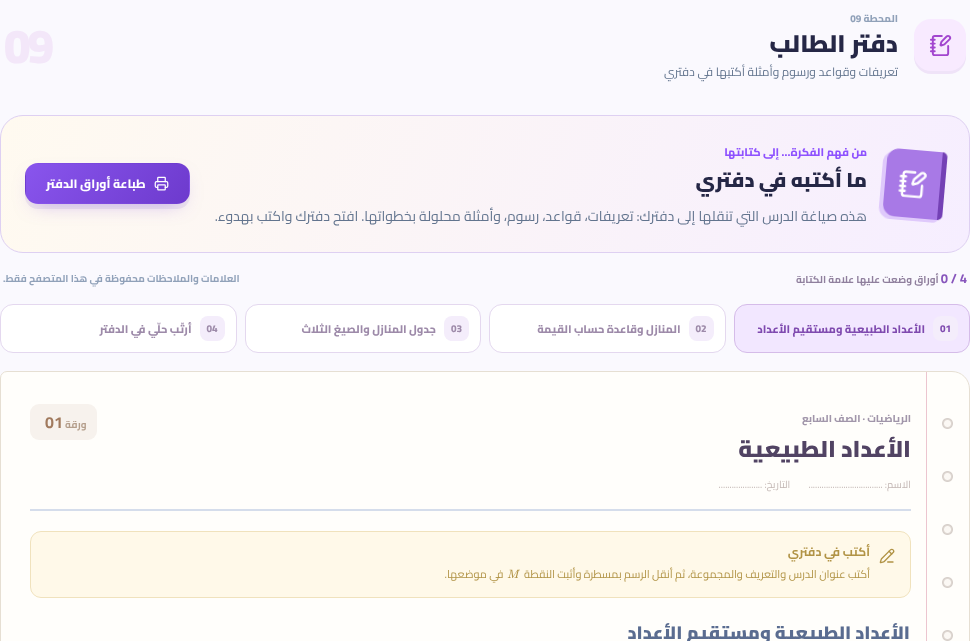 المحطة 09
دفتر الطالب
تعريفات وقواعد ورسوم وأمثلة أكتبها في دفتري
09
من فهم الفكرة… إلى كتابتها
ما أكتبه في دفتري
هذه صياغة الدرس التي تنقلها إلى دفترك: تعريفات، قواعد، رسوم، وأمثلة محلولة بخطواتها. افتح دفترك واكتب بهدوء.
طباعة أوراق الدفتر
0 / 4 أوراق وضعت عليها علامة الكتابة
العلامات والملاحظات محفوظة في هذا المتصفح فقط.
01 الأعداد الطبيعية ومستقيم الأعداد
02 المنازل وقاعدة حساب القيمة
03 جدول المنازل والصيغ الثلاث
04 أرتّب حلّي في الدفتر
الرياضيات · الصف السابع
ورقة 01
الأعداد الطبيعية
الاسم: .................................. التاريخ: ....................
أكتب في دفتري
أكتب عنوان الدرس والتعريف والمجموعة، ثم أنقل الرسم بمسطرة وأثبت النقطة M في موضعها.
الأعداد الطبيعية ومستقيم الأعداد